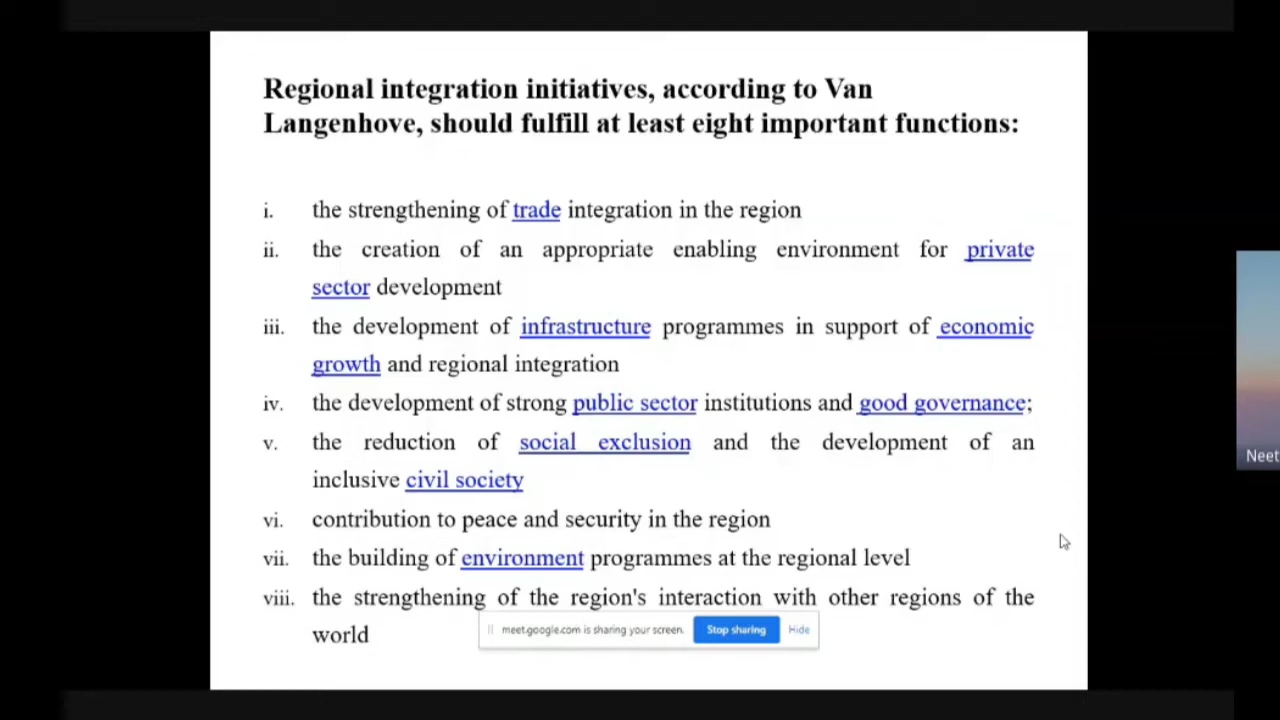 Regional integration initiatives, according to Van
Langenhove, should fulfill at least eight important functions:
i. the strengthening of trade integration in the region
ii. the creation of an appropriate enabling environment for private
sector development
iii. the development of infrastructure programmes in support of economic
growth and regional integration
iv. the development of strong public sector institutions and good governance;
v. the reduction of social exclusion and the development of an
inclusive civil society
vi. contribution to peace and security in the region
vii. the building of environment programmes at the regional level
viii. the strengthening of the region's interaction with other regions of the
world
meet.google.com is sharing your screen. Stop sharing Hide
Neet